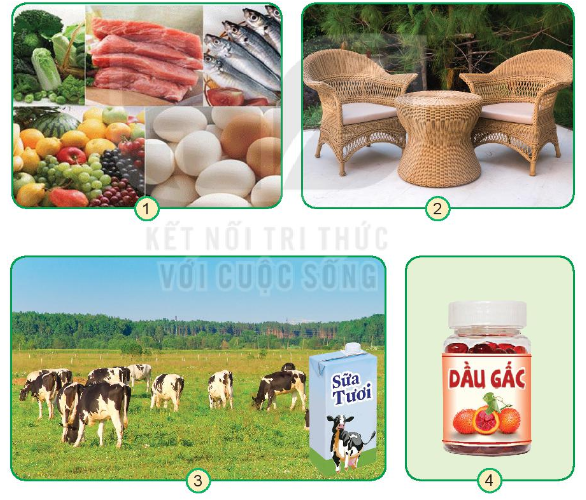 1
2
KẾT NỐI TRI THỨC
VỚI CUỘC SỐNG
Sữa
Tươi
3
DẦU GẤC
4